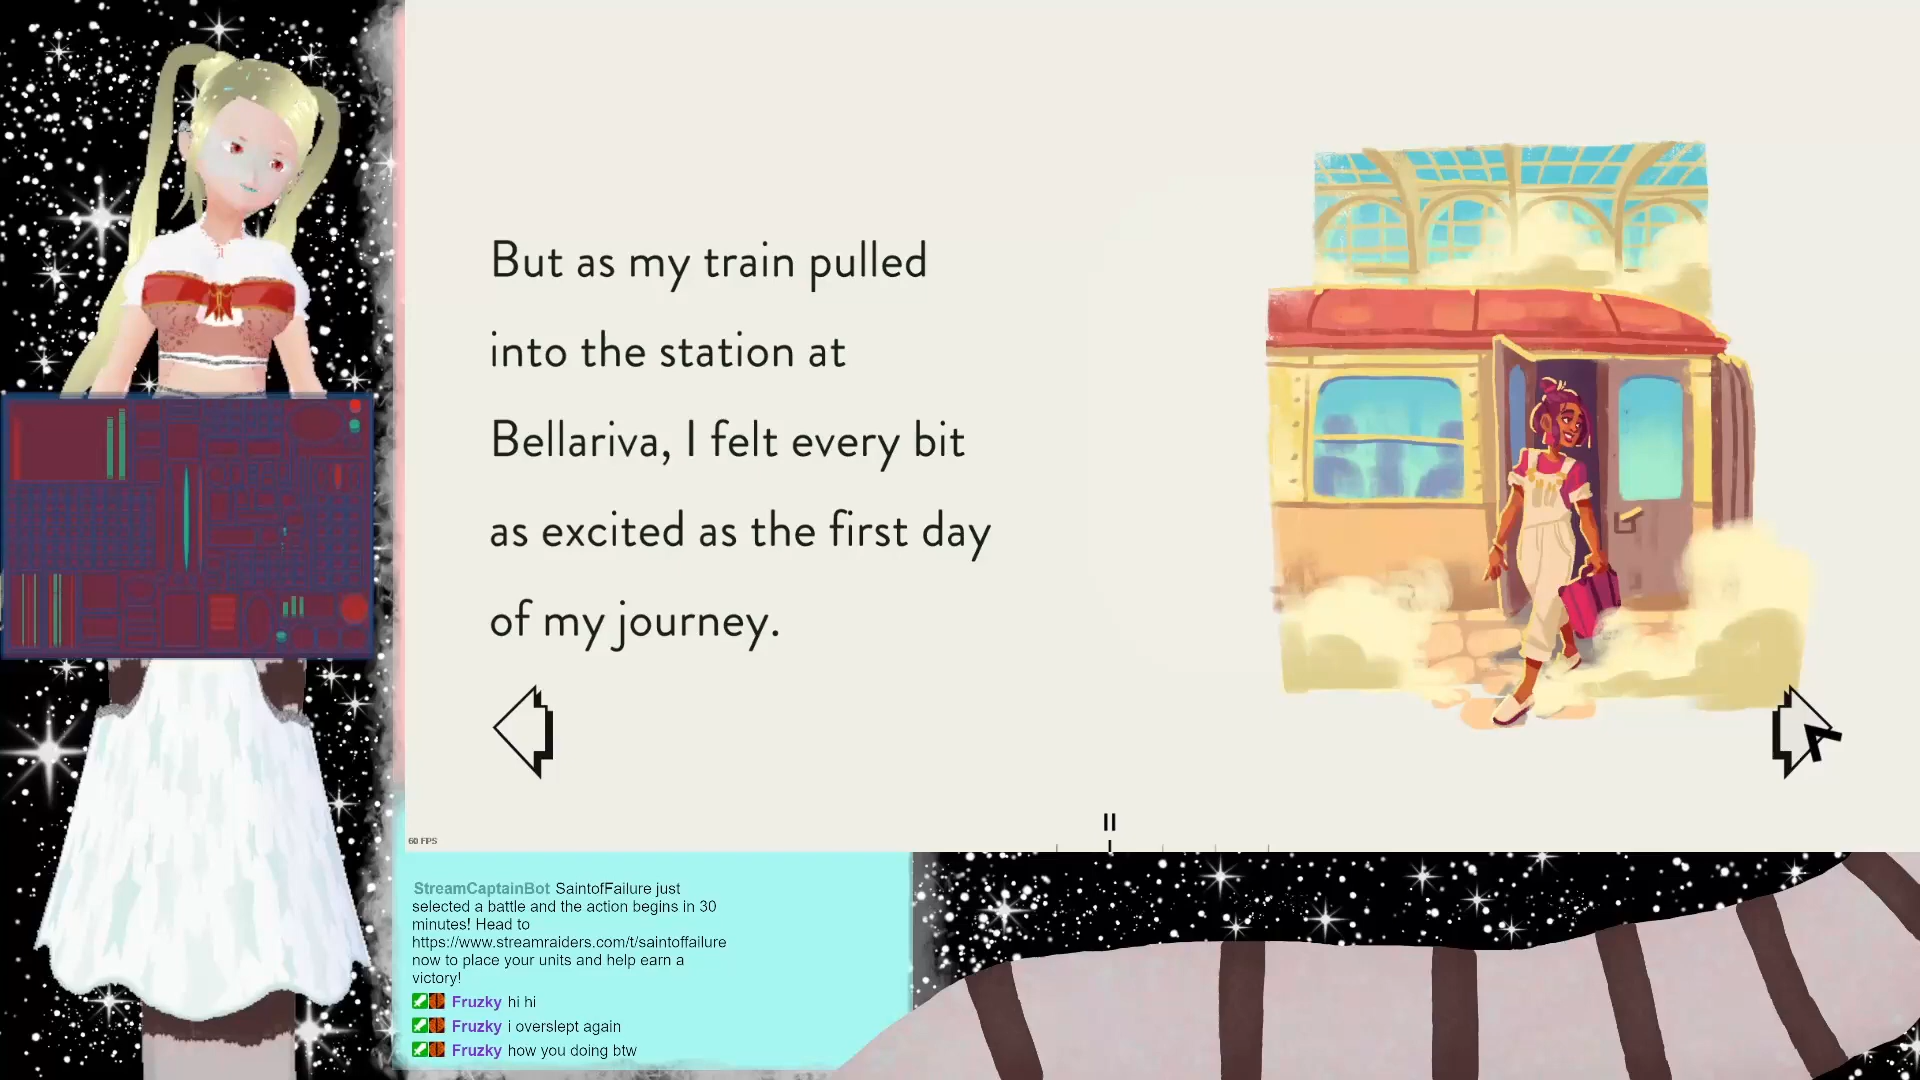 But as my train pulled
into the station at
Bellariva, I felt every bit
as excited as the first day
of my journey.
60 FPS
StreamCaptainBot SaintofFailure just
selected a battle and the action begins in 30
minutes! Head to
https://www.streamraiders.com/t/saintoffailure
now to place your units and help earn a
victory!
Fruzky hi hi
Fruzky i overslept again
Fruzky how you doing btw